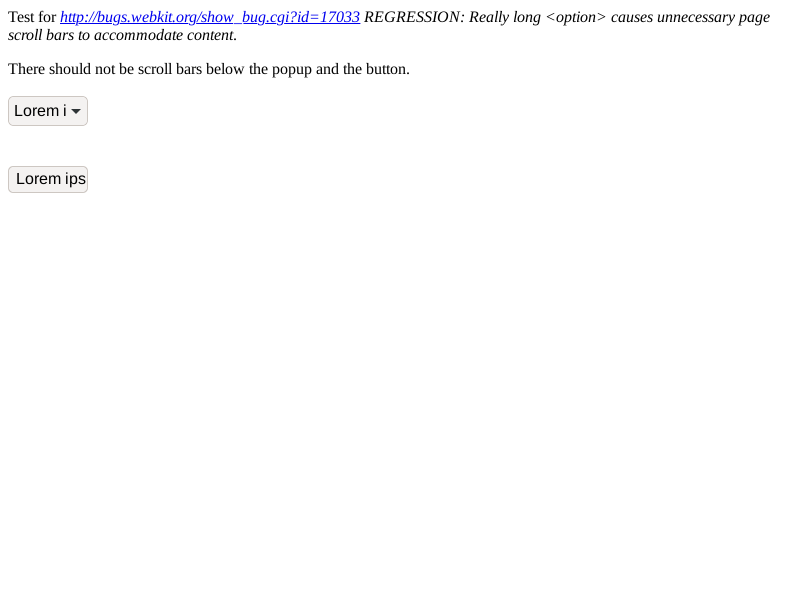 Test for http://bugs.webkit.org/show_bug.cgi?id=17033 REGRESSION: Really long <option> causes unnecessary page
scroll bars to accommodate content.
There should not be scroll bars below the popup and the button.
Lorem i
Lorem ips